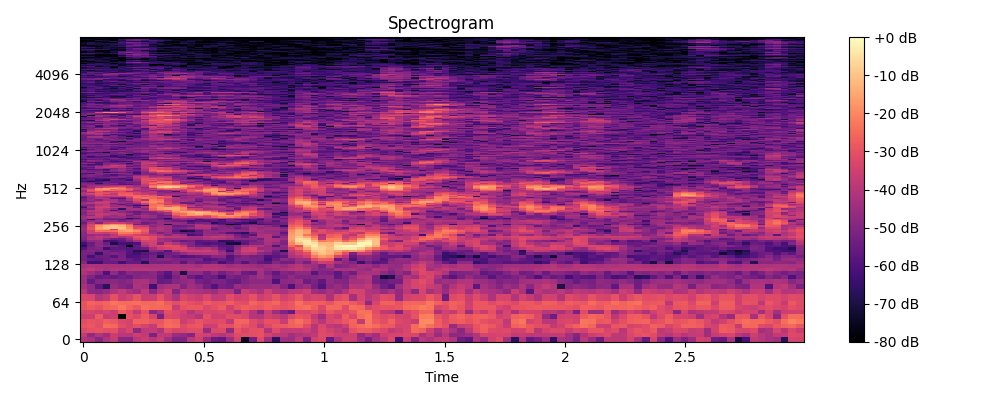 Spectrogram
+0 dB
4096
-10 dB
2048
-20 dB
1024
-30 dB
Hz
512
-40 dB
256
-50 dB
128
-60 dB
64
-70 dB
0
-80 dB
0 0.5 1 1.5 2 2.5
Time